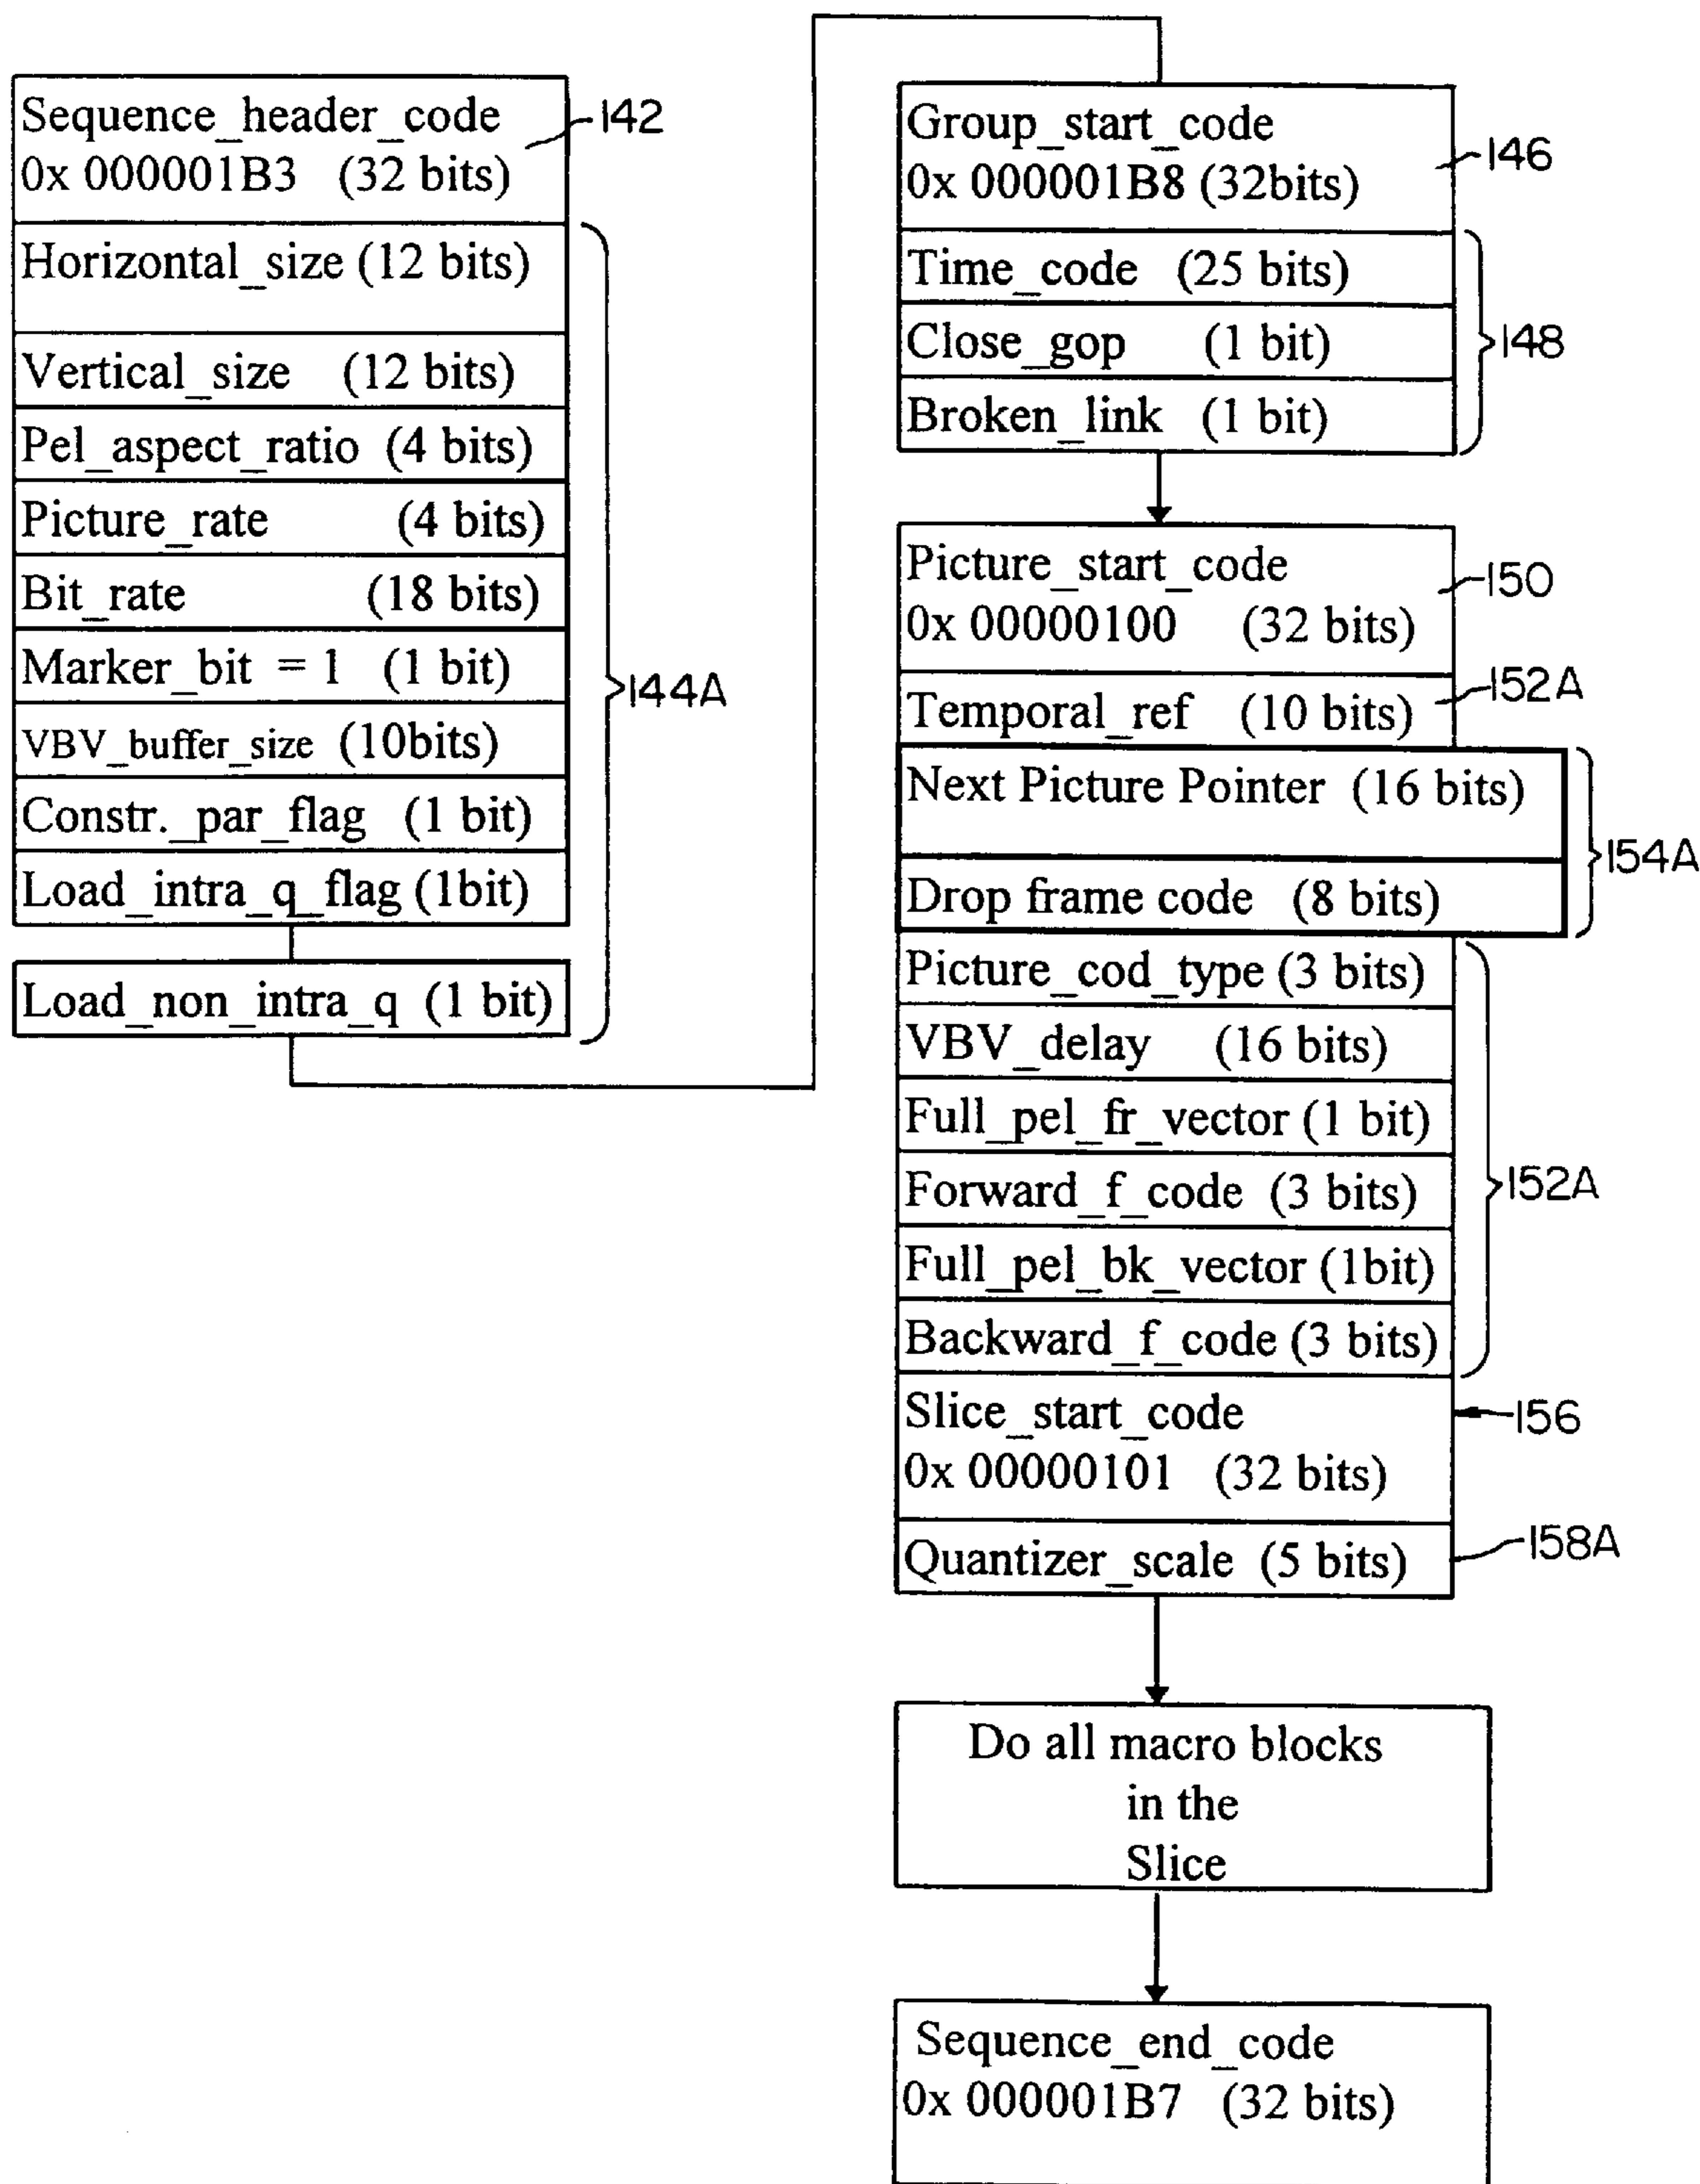 Sequence_header_code
0x 000001B3 (32 bits)
142
Horizontal_size (12 bits)
Vertical_size (12 bits)
Pel_aspect_ratio (4 bits)
Picture_rate (4 bits)
Bit_rate (18 bits)
Marker_bit = 1 (1 bit)
VBV_buffer_size (10bits)
Constr._par_flag (1 bit)
Load_intra_q_flag (1bit)
Load_non_intra_q (1 bit)
144A
Group_start_code
0x 000001B8 (32bits)
146
Time_code (25 bits)
Close_gop (1 bit)
Broken_link (1 bit)
148
Picture_start_code
0x 00000100 (32 bits)
150
Temporal_ref (10 bits)
152A
Next Picture Pointer (16 bits)
Drop frame code (8 bits)
154A
Picture_cod_type (3 bits)
VBV_delay (16 bits)
Full_pel_fr_vector (1 bit)
Forward_f_code (3 bits)
Full_pel_bk_vector (1bit)
Backward_f_code (3 bits)
152A
Slice_start_code
0x 00000101 (32 bits)
156
Quantizer_scale (5 bits)
158A
Do all macro blocks
in the
Slice
Sequence_end_code
0x 000001B7 (32 bits)